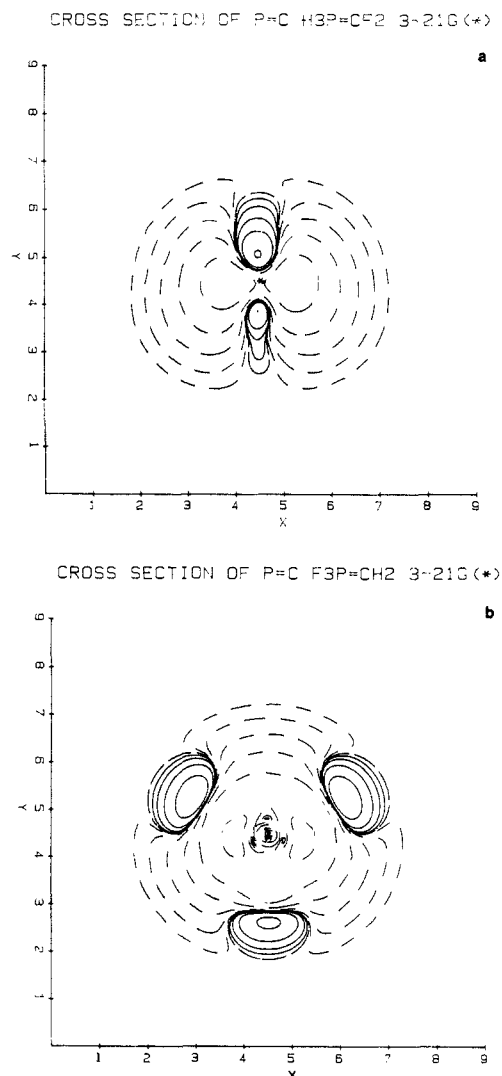 CROSS SECTION OF P=C H3P=CF2 3-21G(*)
a
9
8
7
6
5
Y
4
3
2
1
1 2 3 4 5 6 7 8 9
X
CROSS SECTION OF P=C F3P=CH2 3-21G(*)
b
9
8
7
6
5
Y
4
3
2
1
1 2 3 4 5 6 7 8 9
X